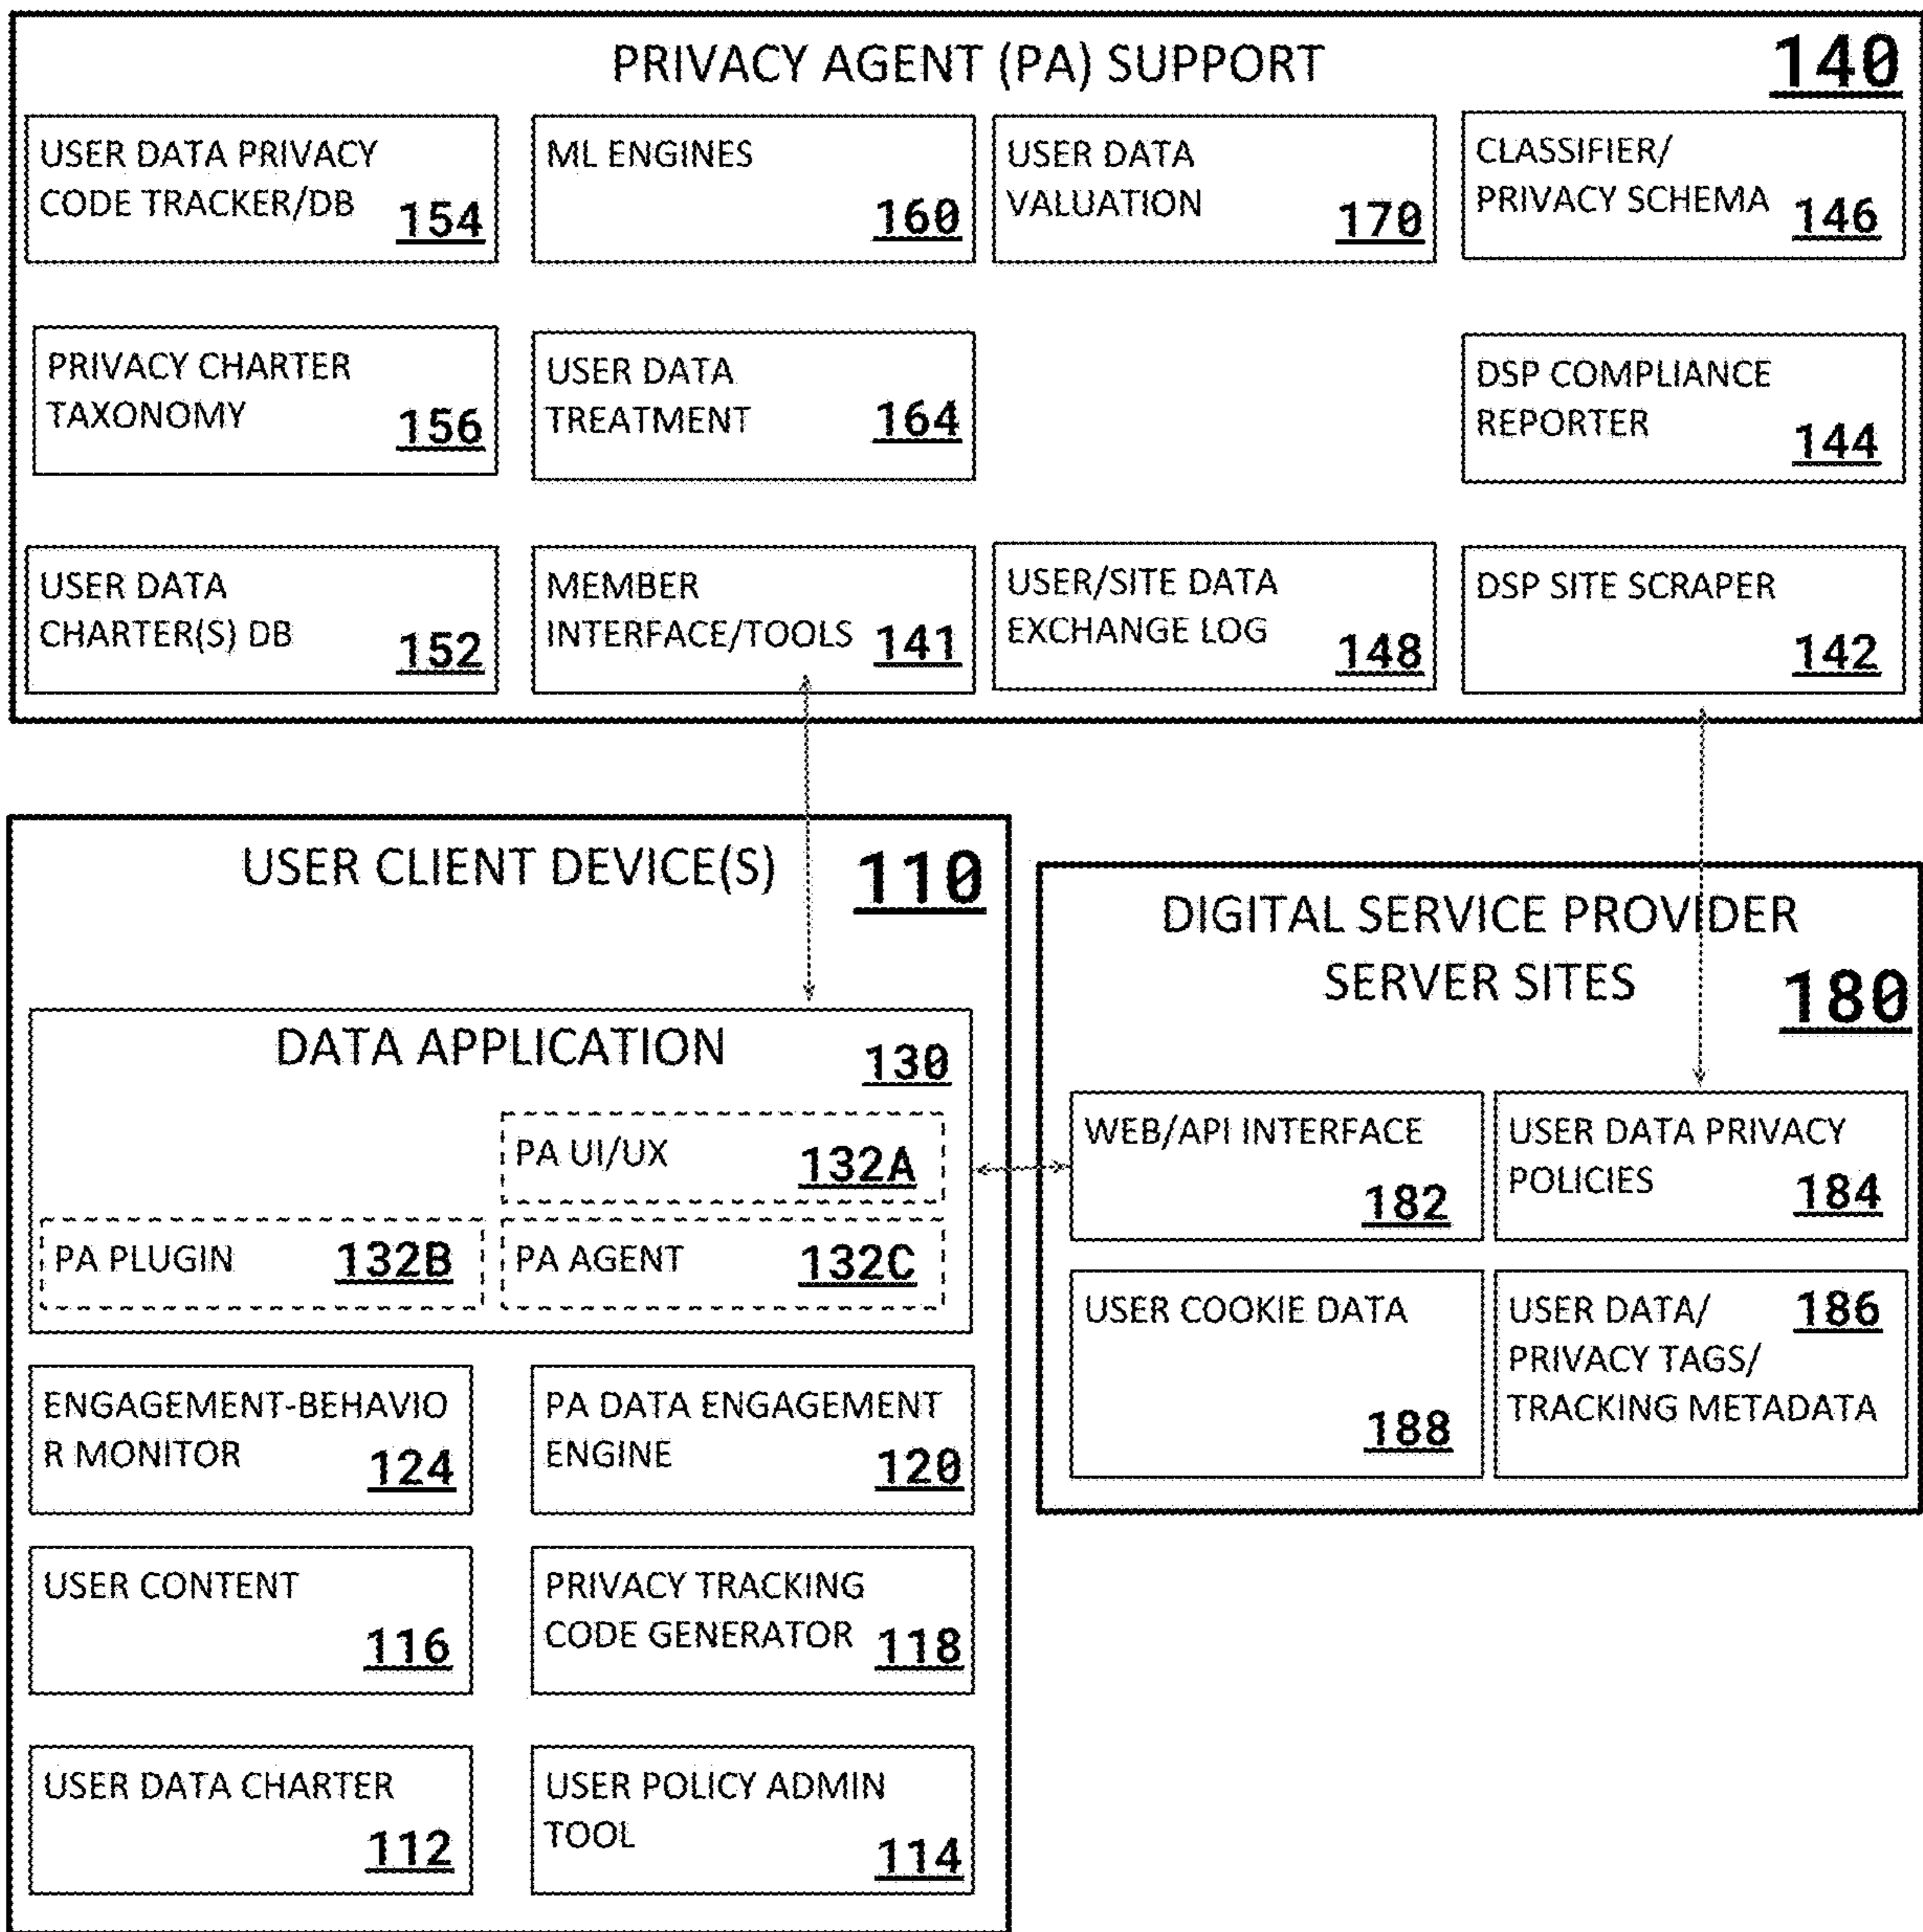 PRIVACY AGENT (PA) SUPPORT
140
USER DATA PRIVACY
CODE TRACKER/DB
154
ML ENGINES
160
USER DATA
VALUATION
170
CLASSIFIER/
PRIVACY SCHEMA
146
PRIVACY CHARTER
TAXONOMY
156
USER DATA
TREATMENT
164
DSP COMPLIANCE
REPORTER
144
USER DATA
CHARTER(S) DB
152
MEMBER
INTERFACE/TOOLS
141
USER/SITE DATA
EXCHANGE LOG
148
DSP SITE SCRAPER
142
USER CLIENT DEVICE(S)
110
DATA APPLICATION
130
PA UI/UX
132A
PA PLUGIN
132B
PA AGENT
132C
ENGAGEMENT-BEHAVIO
R MONITOR
124
PA DATA ENGAGEMENT
ENGINE
120
USER CONTENT
116
PRIVACY TRACKING
CODE GENERATOR
118
USER DATA CHARTER
112
USER POLICY ADMIN
TOOL
114
DIGITAL SERVICE PROVIDER
SERVER SITES
180
WEB/API INTERFACE
182
USER DATA PRIVACY
POLICIES
184
USER COOKIE DATA
188
USER DATA/
186
PRIVACY TAGS/
TRACKING METADATA